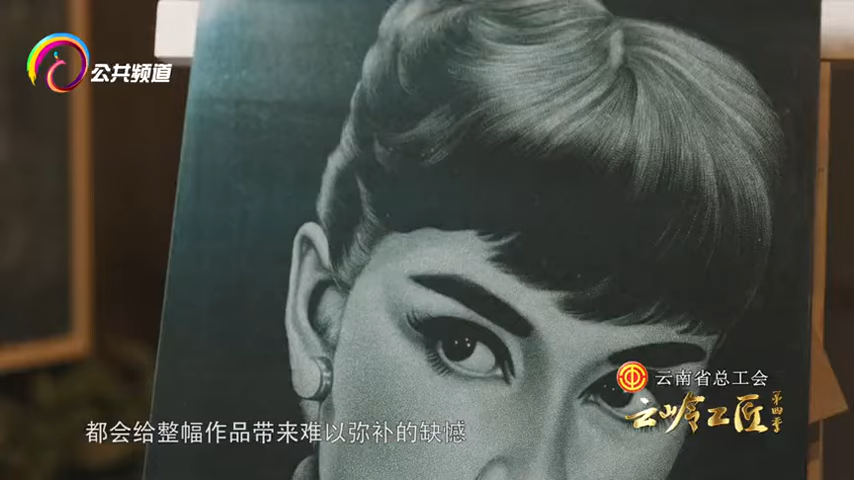 公共频道
云南省总工会
云岭工匠
第四季
都会给整幅作品带来难以弥补的缺憾